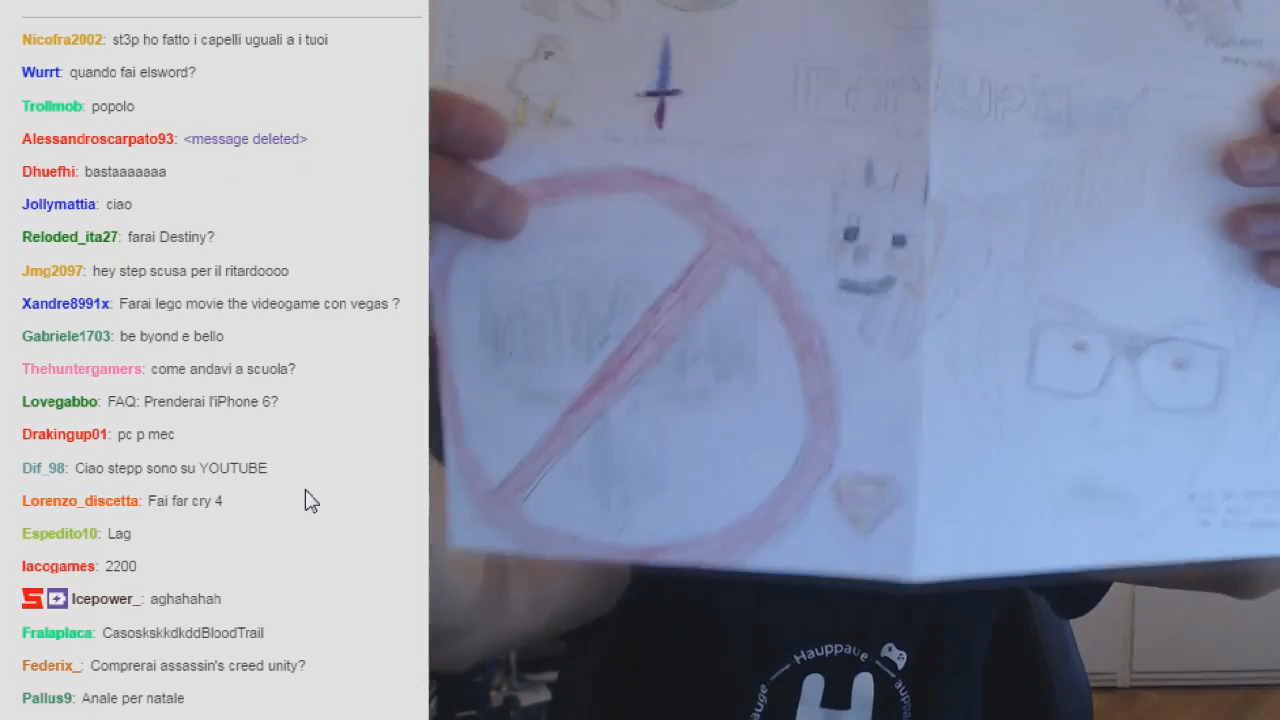 Nicofra2002: st3p ho fatto i capelli uguali a i tuoi
Wurrt: quando fai elsword?
Trollmob: popolo
Alessandroscarpato93: <message deleted>
Dhuefhi: bastaaaaaaa
Jollymattia: ciao
Reloded_ita27: farai Destiny?
Jmg2097: hey step scusa per il ritardoooo
Xandre8991x: Farai lego movie the videogame con vegas ?
Gabriele1703: be byond e bello
Thehuntergamers: come andavi a scuola?
Lovegabbo: FAQ: Prenderai l'iPhone 6?
Drakingup01: pc p mec
Dif_98: Ciao stepp sono su YOUTUBE
Lorenzo_discetta: Fai far cry 4
Espedito10: Lag
Iacogames: 2200
Icepower_: aghahahah
Fralaplaca: CasoskskkdkddBloodTrail
Federix_: Comprerai assassin's creed unity?
Pallus9: Anale per natale
Hauppauge